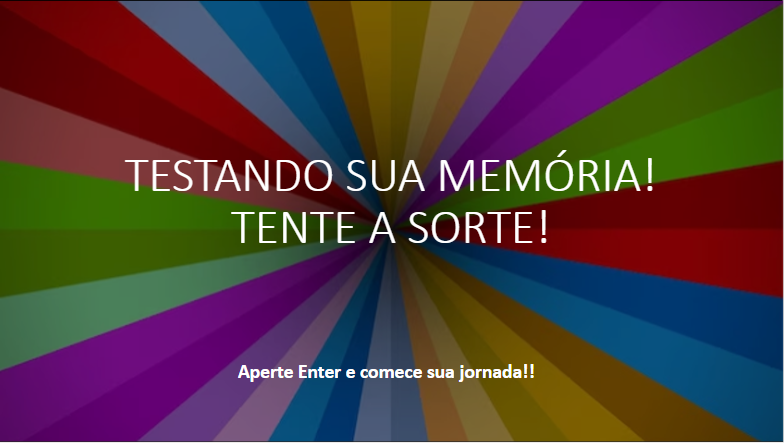 TESTANDO SUA MEMÓRIA!
TENTE A SORTE!
Aperte Enter e comece sua jornada!!